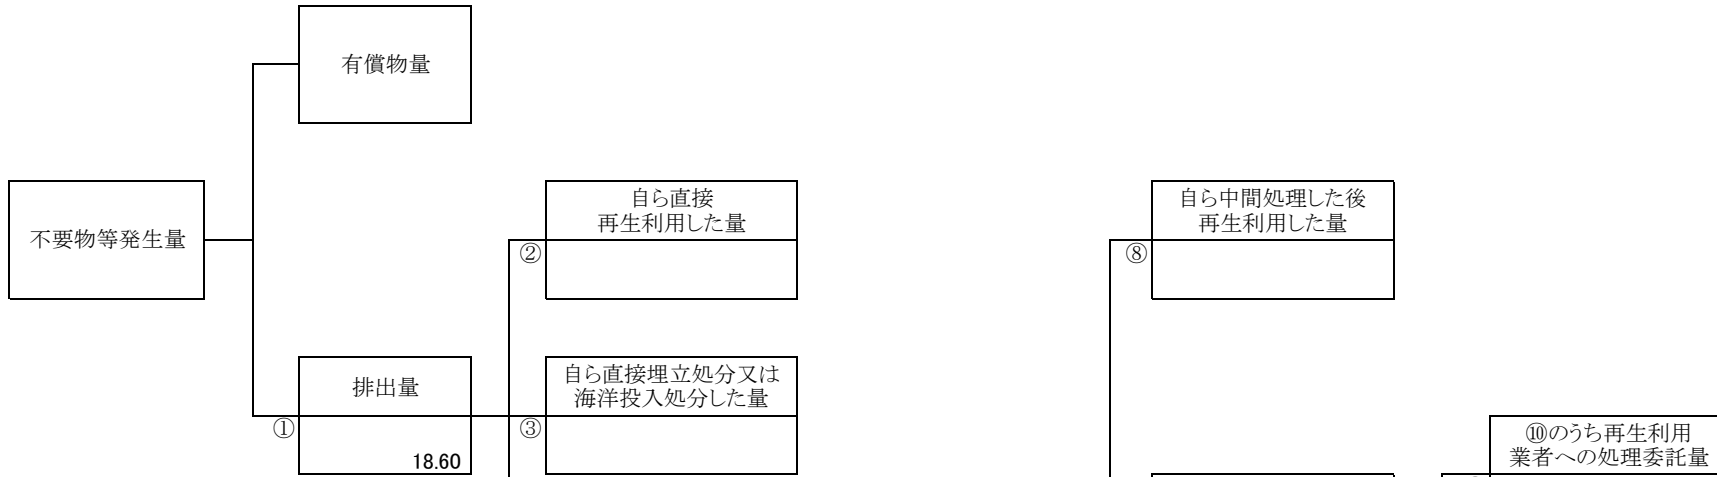 有償物量
不要物等発生量
自ら直接
再生利用した量
②
自ら中間処理した後
再生利用した量
⑧
排出量
①
18.60
自ら直接埋立処分又は
海洋投入処分した量
③
⑩のうち再生利用
業者への処理委託量